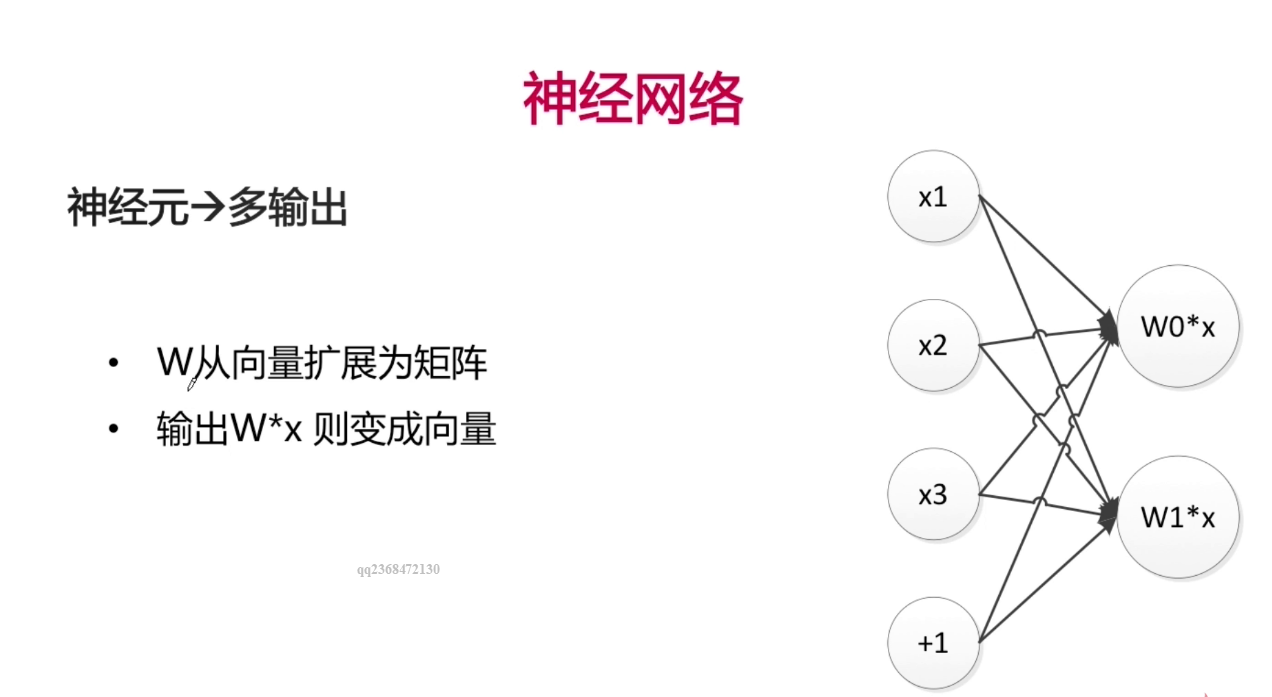 神经网络
神经元→多输出
• W从向量扩展为矩阵
• 输出W*x 则变成向量
qq2368472130
x1
x2
x3
+1
W0*x
W1*x